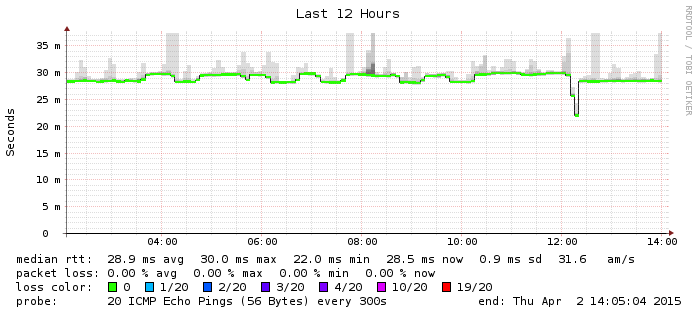 Last 12 Hours
RRDTOOL / TOBI OETIKER
Seconds
35 m
30 m
25 m
20 m
15 m
10 m
5 m
0
04:00 06:00 08:00 10:00 12:00 14:00
median rtt: 28.9 ms avg 30.0 ms max 22.0 ms min 28.5 ms now 0.9 ms sd 31.6 am/s
packet loss: 0.00 % avg 0.00 % max 0.00 % min 0.00 % now
loss color: 0 1/20 2/20 3/20 4/20 10/20 19/20
probe: 20 ICMP Echo Pings (56 Bytes) every 300s end: Thu Apr 2 14:05:04 2015